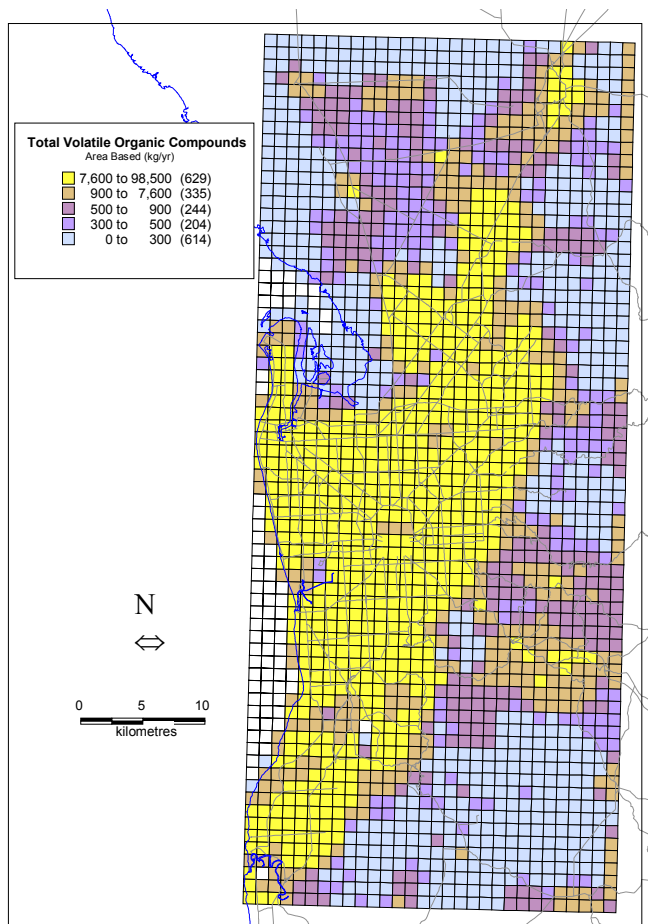 Total Volatile Organic Compounds
Area Based (kg/yr)
7,600 to 98,500 (629)
900 to 7,600 (335)
500 to 900 (244)
300 to 500 (204)
0 to 300 (614)
N
0 5 10
kilometres